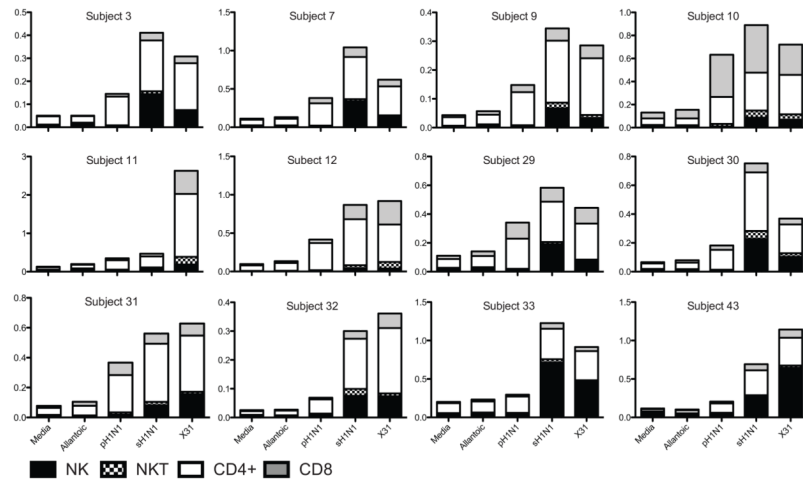 Subject 3
Subject 7
Subject 9
Subject 10
0.5
0.4
0.3
0.2
0.1
0.0
1.5
1.0
0.5
0.0
0.4
0.3
0.2
0.1
0.0
1.0
0.8
0.6
0.4
0.2
0.0
Subject 11
Subect 12
Subject 29
Subject 30
3
2
1
0
1.5
1.0
0.5
0.0
0.8
0.6
0.4
0.2
0.0
0.8
0.6
0.4
0.2
0.0
Subject 31
Subject 32
Subject 33
Subject 43
0.8
0.6
0.4
0.2
0.0
0.4
0.3
0.2
0.1
0.0
1.5
1.0
0.5
0.0
1.5
1.0
0.5
0.0
Media
Allantoic
pH1N1
sH1N1
X31
Media
Allantoic
pH1N1
sH1N1
X31
Media
Allantoic
pH1N1
sH1N1
X31
Media
Allantoic
pH1N1
sH1N1
X31
NK NKT CD4+ CD8